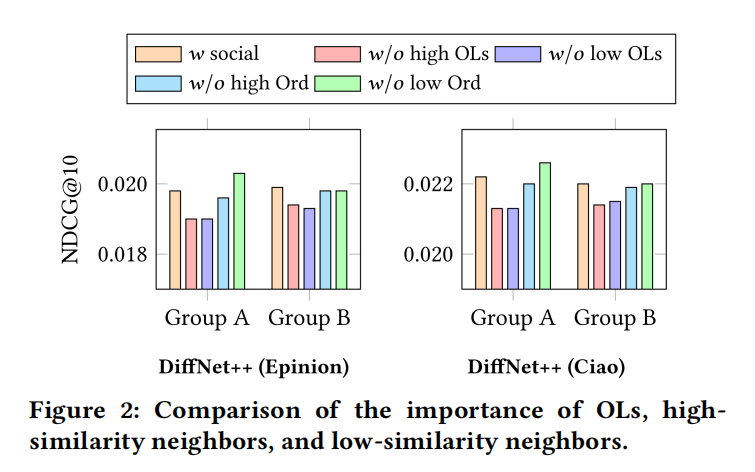 w social w/o high OLs w/o low OLs
w/o high Ord w/o low Ord
NDCG@10
0.020
0.018
Group A Group B
DiffNet++ (Epinion)
0.022
0.020
Group A Group B
DiffNet++ (Ciao)
Figure 2: Comparison of the importance of OLs, high-
similarity neighbors, and low-similarity neighbors.